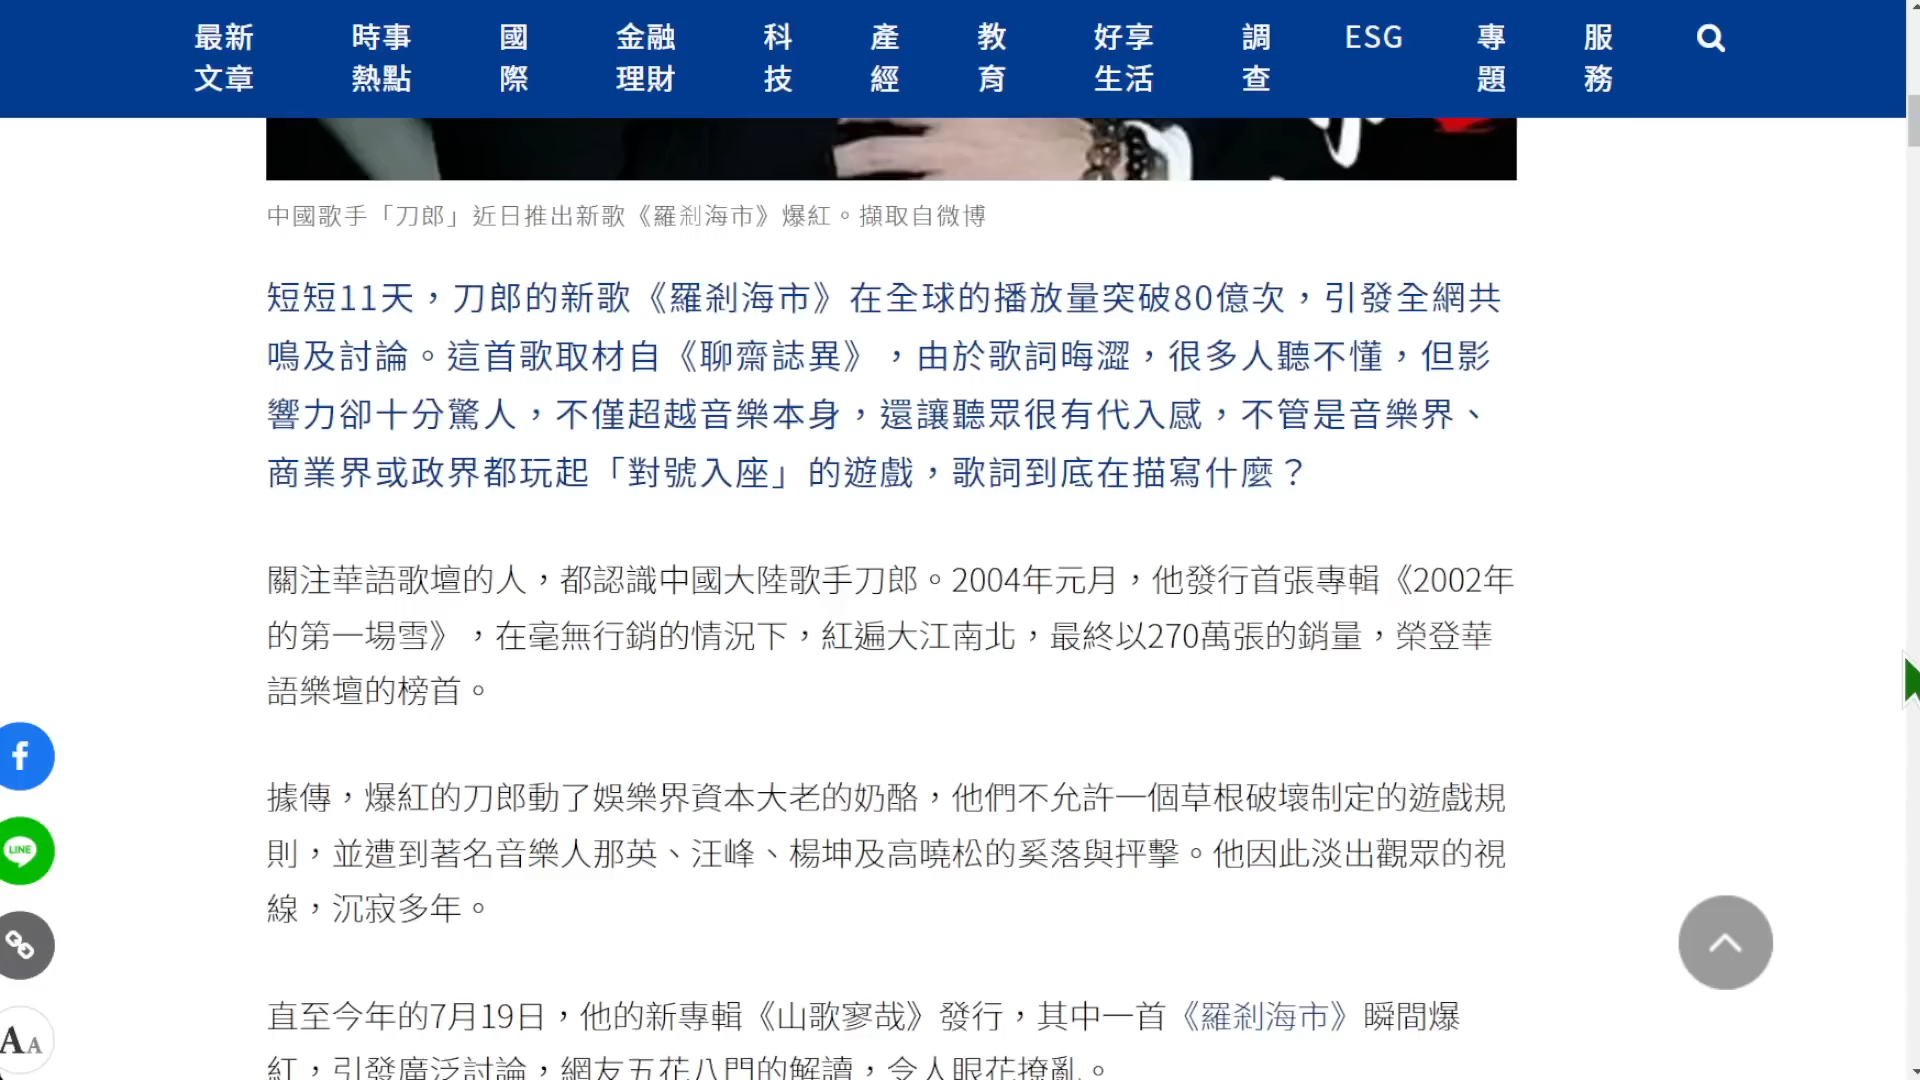 最新 時事 國 金融 科 產 教 好享 調 ESG 專 服
文章 熱點 際 理財 技 經 育 生活 查 題 務
中國歌手「刀郎」近日推出新歌《羅剎海市》爆紅。擷取自微博
短短11天，刀郎的新歌《羅剎海市》在全球的播放量突破80億次，引發全網共
鳴及討論。這首歌取材自《聊齋誌異》，由於歌詞晦澀，很多人聽不懂，但影
響力卻十分驚人，不僅超越音樂本身，還讓聽眾很有代入感，不管是音樂界、
商業界或政界都玩起「對號入座」的遊戲，歌詞到底在描寫什麼？
關注華語歌壇的人，都認識中國大陸歌手刀郎。2004年元月，他發行首張專輯《2002年
的第一場雪》，在毫無行銷的情況下，紅遍大江南北，最終以270萬張的銷量，榮登華
語樂壇的榜首。
據傳，爆紅的刀郎動了娛樂界資本大老的奶酪，他們不允許一個草根破壞制定的遊戲規
則，並遭到著名音樂人那英、汪峰、楊坤及高曉松的奚落與抨擊。他因此淡出觀眾的視
線，沉寂多年。
直至今年的7月19日，他的新專輯《山歌寥哉》發行，其中一首《羅剎海市》瞬間爆
紅，引發廣泛討論，網友五花八門的解讀，令人眼花撩亂。
f
LINE
AA